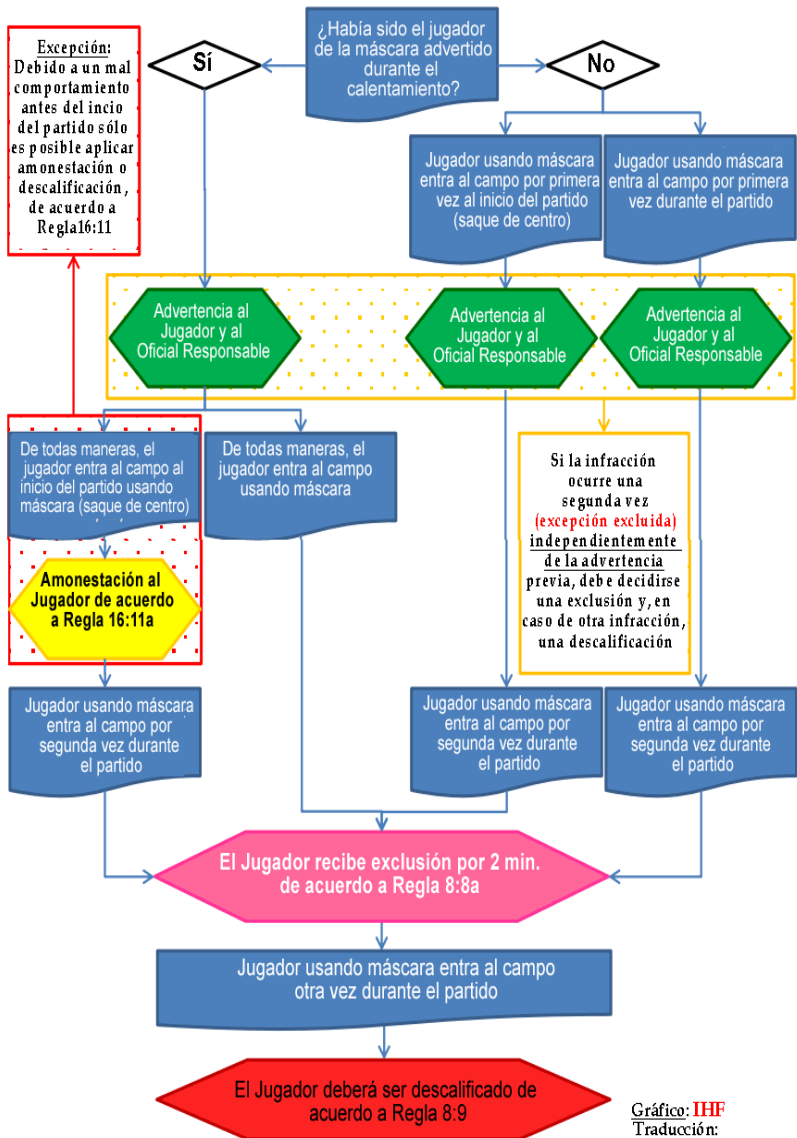 ¿Había sido el jugador
de la máscara advertido
durante el
calentamiento?
Sí
No
Excepción:
Debido a un mal
comportamiento
antes del incio
del partido sólo
es posible aplicar
amonestación o
descalificación,
de acuerdo a
Regla16:11
Jugador usando máscara
entra al campo por primera
vez al inicio del partido
(saque de centro)
Jugador usando máscara
entra al campo por primera
vez durante el partido
Advertencia al
Jugador y al
Oficial Responsable
Advertencia al
Jugador y al
Oficial Responsable
Advertencia al
Jugador y al
Oficial Responsable
De todas maneras, el
jugador entra al campo al
inicio del partido usando
máscara (saque de centro)
De todas maneras, el
jugador entra al campo
usando máscara
Si la infracción
ocurre una
segunda vez
(excepción excluida)
independientemente
de la advertencia
previa, debe decidirse
una exclusión y, en
caso de otra infracción,
una descalificación
Amonestación al
Jugador de acuerdo
a Regla 16:11a
Jugador usando máscara
entra al campo por
segunda vez durante
el partido
Jugador usando máscara
entra al campo por
segunda vez durante
el partido
Jugador usando máscara
entra al campo por
segunda vez durante
el partido
El Jugador recibe exclusión por 2 min.
de acuerdo a Regla 8:8a
Jugador usando máscara entra al campo
otra vez durante el partido
El Jugador deberá ser descalificado de
acuerdo a Regla 8:9
Gráfico: IHF
Traducción: